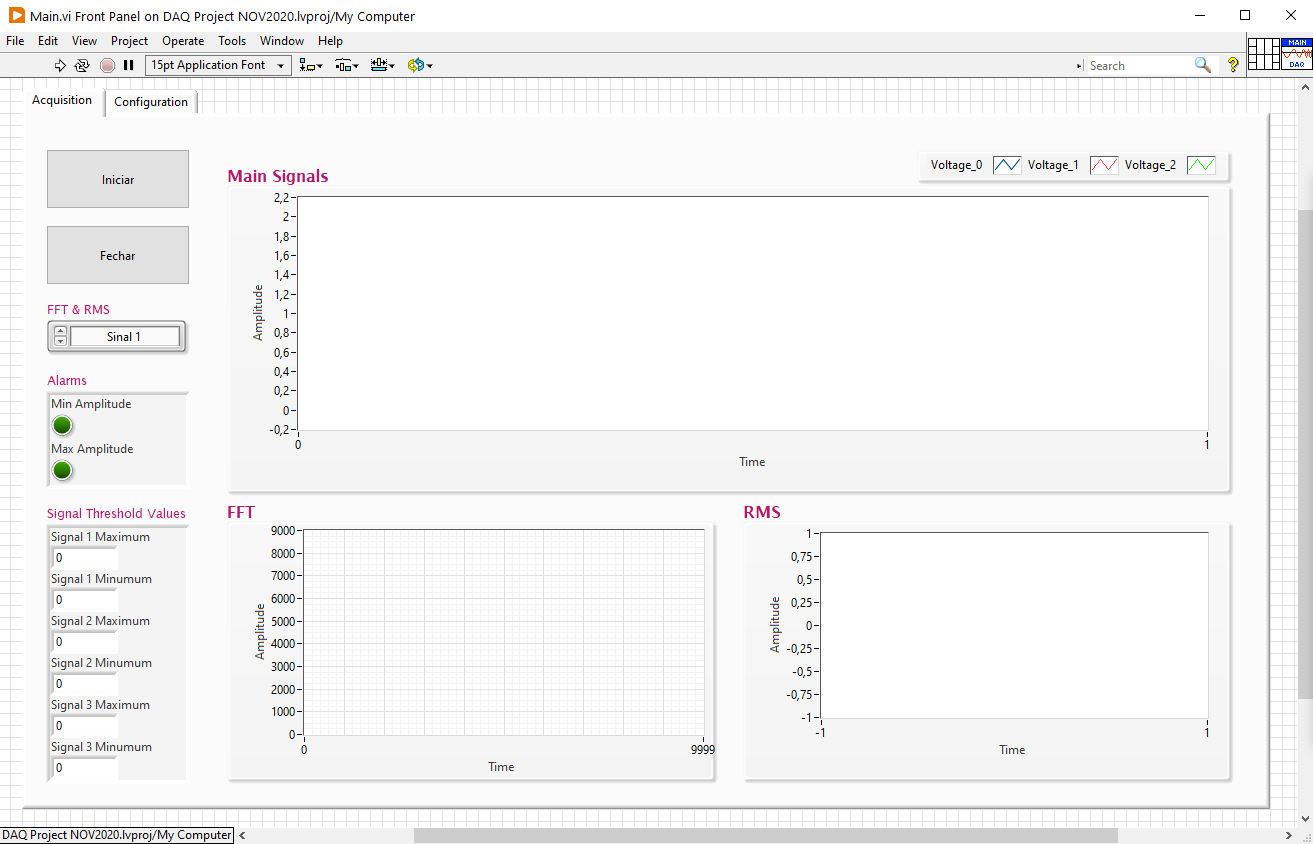 Main.vi Front Panel on DAQ Project NOV2020.lvproj/My Computer
File Edit View Project Operate Tools Window Help
15pt Application Font
Search
?
MAIN
DAQ
Acquisition Configuration
Iniciar
Fechar
FFT & RMS
Sinal 1
Alarms
Min Amplitude
Max Amplitude
Signal Threshold Values
Signal 1 Maximum
0
Signal 1 Minumum
0
Signal 2 Maximum
0
Signal 2 Minumum
0
Signal 3 Maximum
0
Signal 3 Minumum
0
Main Signals
Voltage_0 Voltage_1 Voltage_2
2,2
2
1,8
1,6
1,4
1,2
1
0,8
0,6
0,4
0,2
0
-0,2
Amplitude
0 1
Time
FFT
9000
8000
7000
6000
5000
4000
3000
2000
1000
0
Amplitude
0 9999
Time
RMS
1
0,75
0,5
0,25
0
-0,25
-0,5
-0,75
-1
Amplitude
-1 1
Time
DAQ Project NOV2020.lvproj/My Computer